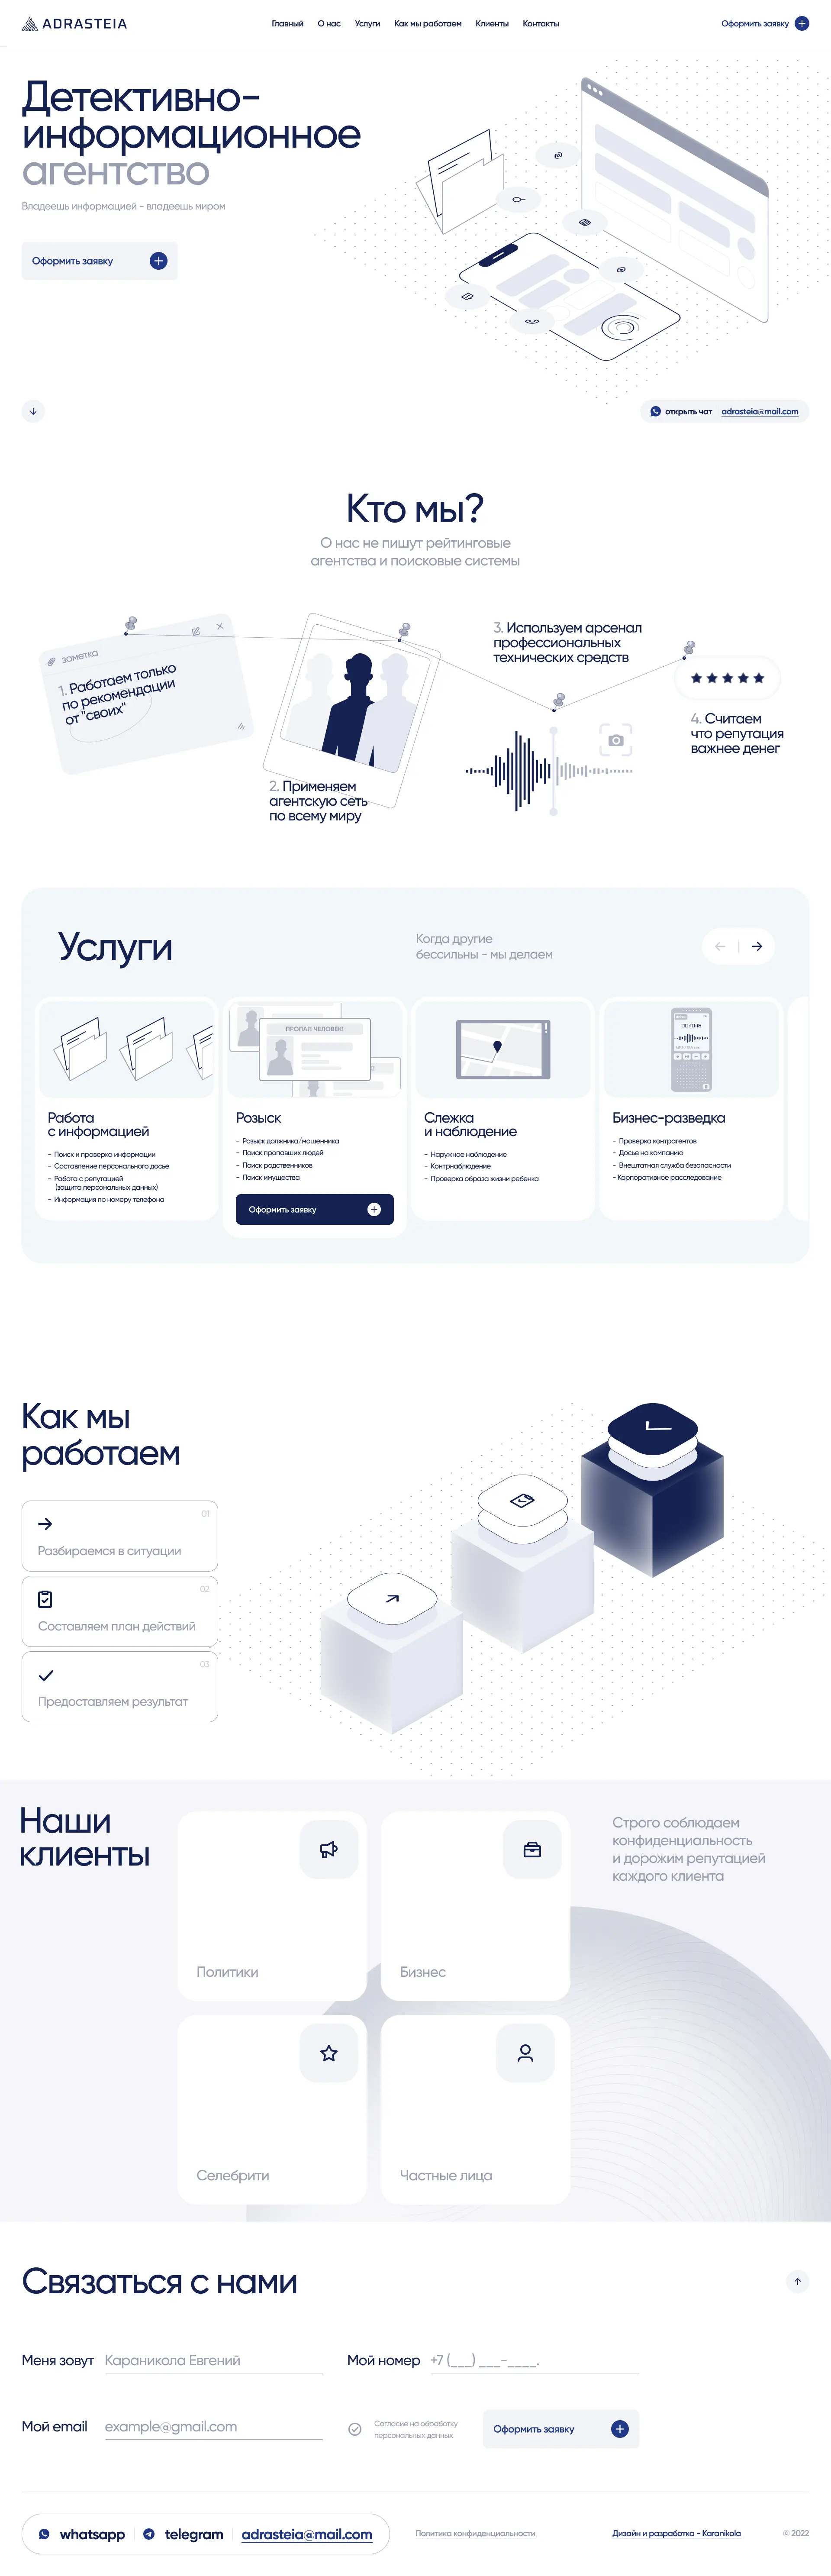 ADRASTEIA
Главный
О нас
Услуги
Как мы работаем
Клиенты
Контакты
Оформить заявку
Детективно-
информационное
агентство
Владеешь информацией - владеешь миром
Оформить заявку
открыть чат
adrasteia@mail.com
Кто мы?
О нас не пишут рейтинговые
агентства и поисковые системы
заметка
1. Работаем только
по рекомендации
от "своих"
2. Применяем
агентскую сеть
по всему миру
3. Используем арсенал
профессиональных
технических средств
4. Считаем
что репутация
важнее денег
Услуги
Когда другие
бессильны - мы делаем
Работа
с информацией
- Поиск и проверка информации
- Составление персонального досье
- Работа с репутацией
(защита персональных данных)
- Информация по номеру телефона
ПРОПАЛ ЧЕЛОВЕК!
Розыск
- Розыск должника/мошенника
- Поиск пропавших людей
- Поиск родственников
- Поиск имущества
Оформить заявку
Слежка
и наблюдение
- Наружное наблюдение
- Контрнаблюдение
- Проверка образа жизни ребенка
00:10:15
Бизнес-разведка
- Проверка контрагентов
- Досье на компанию
- Внештатная служба безопасности
- Корпоративное расследование
Как мы
работаем
01
Разбираемся в ситуации
02
Составляем план действий
03
Предоставляем результат
Наши
клиенты
Политики
Бизнес
Селебрити
Частные лица
Строго соблюдаем
конфиденциальность
и дорожим репутацией
каждого клиента
Связаться с нами
Меня зовут
Караникола Евгений
Мой номер
+7 (___) ___-____.
Мой email
example@gmail.com
Согласие на обработку
персональных данных
Оформить заявку
whatsapp
telegram
adrasteia@mail.com
Политика конфиденциальности
Дизайн и разработка - Karanikola
© 2022